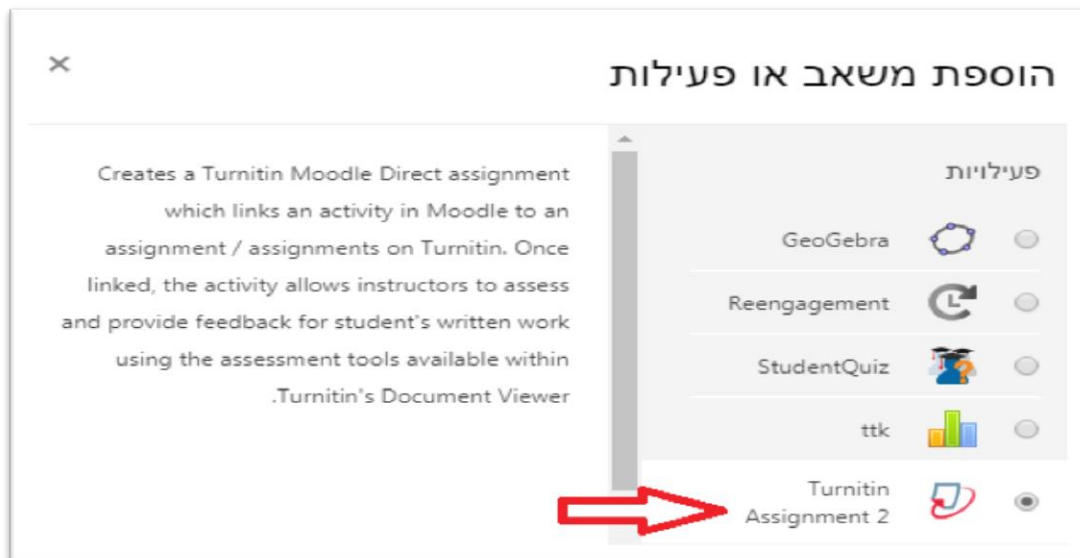 ×
הוספת משאב או פעילות
פעילויות
GeoGebra
Reengagement
StudentQuiz
ttk
Turnitin
Assignment 2
Creates a Turnitin Moodle Direct assignment
which links an activity in Moodle to an
assignment / assignments on Turnitin. Once
linked, the activity allows instructors to assess
and provide feedback for student's written work
using the assessment tools available within
.Turnitin's Document Viewer